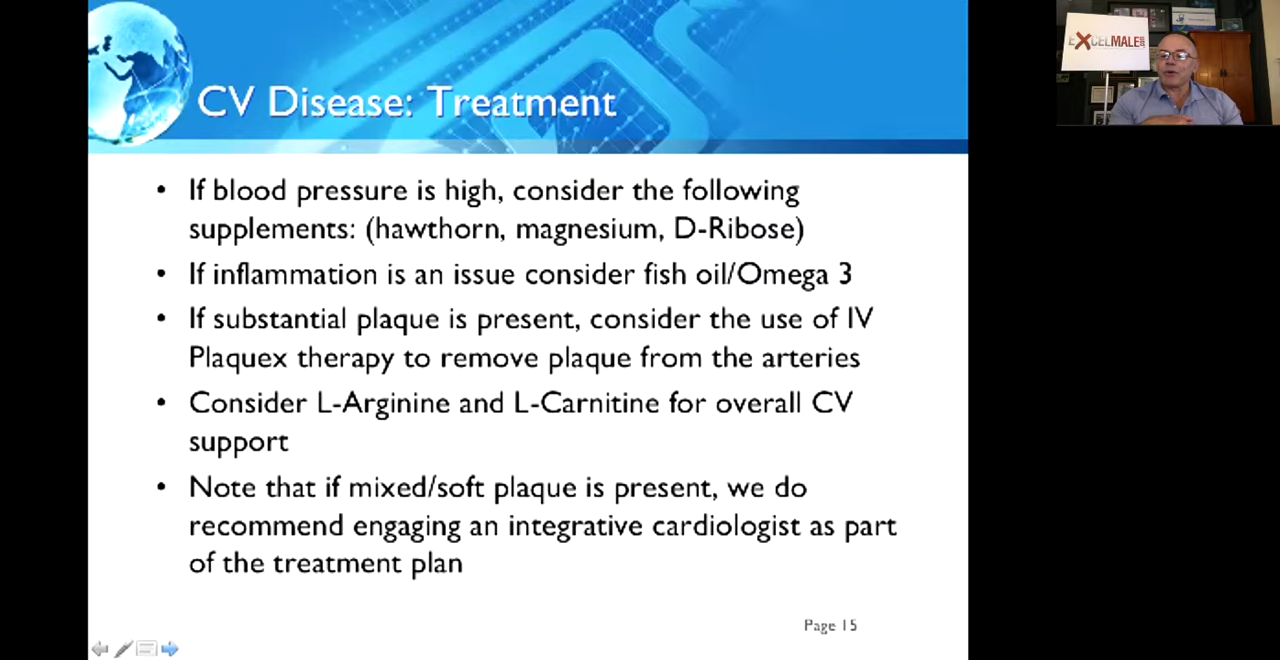 CV Disease: Treatment
EXCELMALE
• If blood pressure is high, consider the following
supplements: (hawthorn, magnesium, D-Ribose)
• If inflammation is an issue consider fish oil/Omega 3
• If substantial plaque is present, consider the use of IV
Plaquex therapy to remove plaque from the arteries
• Consider L-Arginine and L-Carnitine for overall CV
support
• Note that if mixed/soft plaque is present, we do
recommend engaging an integrative cardiologist as part
of the treatment plan
Page 15